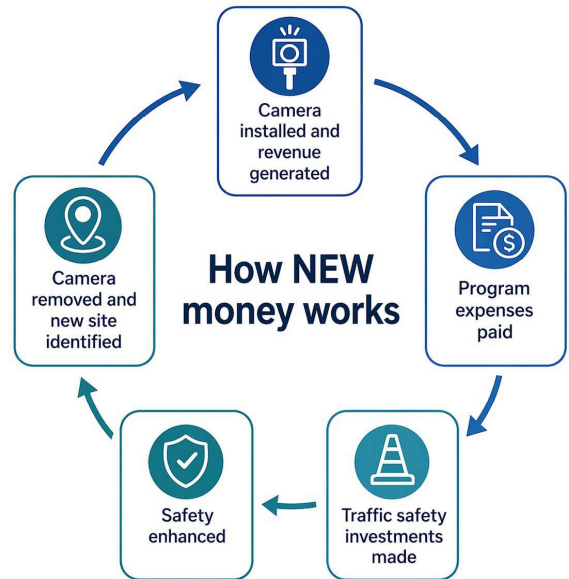 Camera
installed and
revenue
generated
$
Program
expenses
paid
Traffic safety
investments
made
Safety
enhanced
Camera
removed and
new site
identified
How NEW
money works